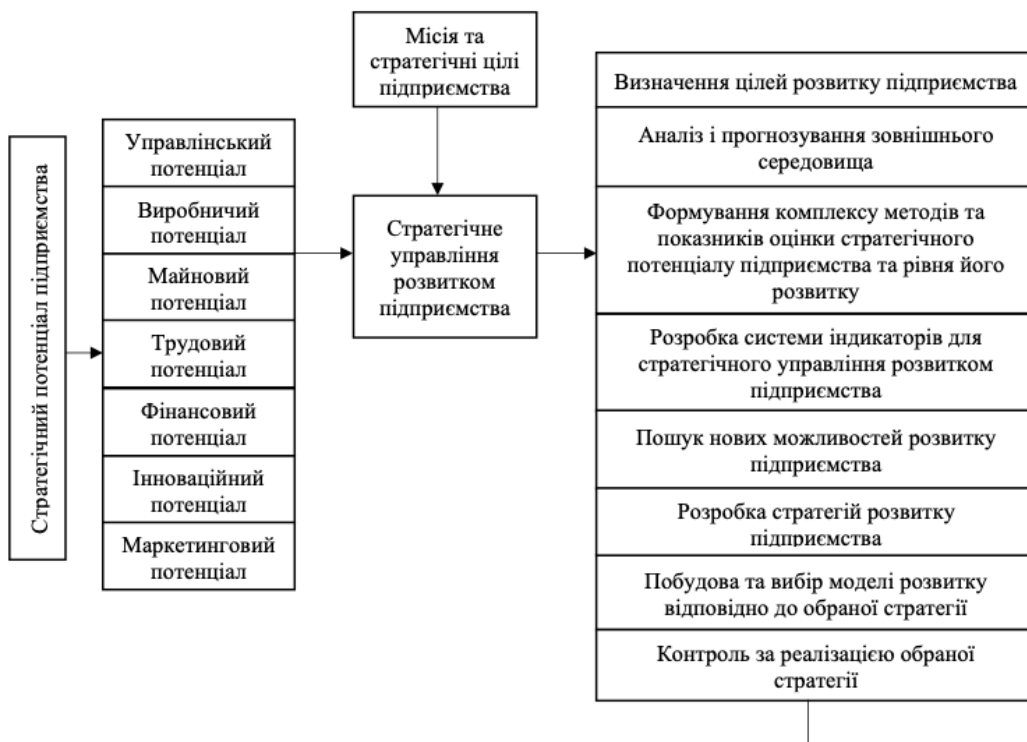 Стратегічний потенціал підприємства
Управлінський
потенціал
Виробничий
потенціал
Майновий
потенціал
Трудовий
потенціал
Фінансовий
потенціал
Інноваційний
потенціал
Маркетинговий
потенціал
Місія та
стратегічні цілі
підприємства
Стратегічне
управління
розвитком
підприємства
Визначення цілей розвитку підприємства
Аналіз і прогнозування зовнішнього
середовища
Формування комплексу методів та
показників оцінки стратегічного
потенціалу підприємства та рівня його
розвитку
Розробка системи індикаторів для
стратегічного управління розвитком
підприємства
Пошук нових можливостей розвитку
підприємства
Розробка стратегій розвитку
підприємства
Побудова та вибір моделі розвитку
відповідно до обраної стратегії
Контроль за реалізацією обраної
стратегії